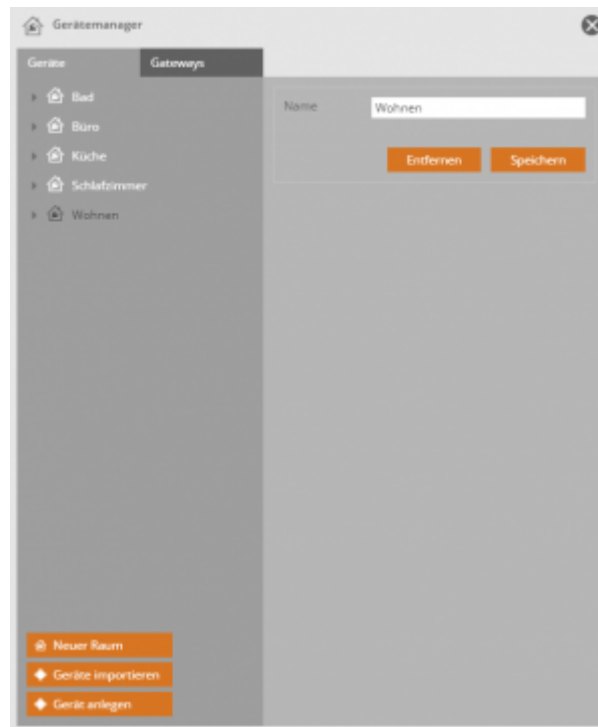 Gerätemanager
Geräte
Gateways
Bad
Büro
Küche
Schlafzimmer
Wohnen
Name
Wohnen
Entfernen
Speichern
Neuer Raum
Geräte importieren
Gerät anlegen